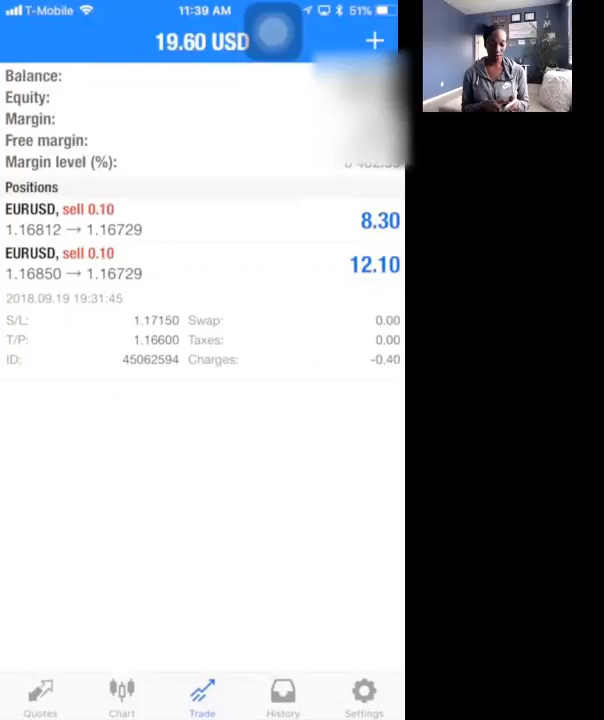 T-Mobile 11:39 AM 51%
19.60 USD +
Balance:
Equity:
Margin:
Free margin:
Margin level (%):
Positions
EURUSD, sell 0.10 8.30
1.16812 → 1.16729
EURUSD, sell 0.10 12.10
1.16850 → 1.16729
2018.09.19 19:31:45
S/L: 1.17150 Swap: 0.00
T/P: 1.16600 Taxes: 0.00
ID: 45062594 Charges: -0.40
Quotes Chart Trade History Settings